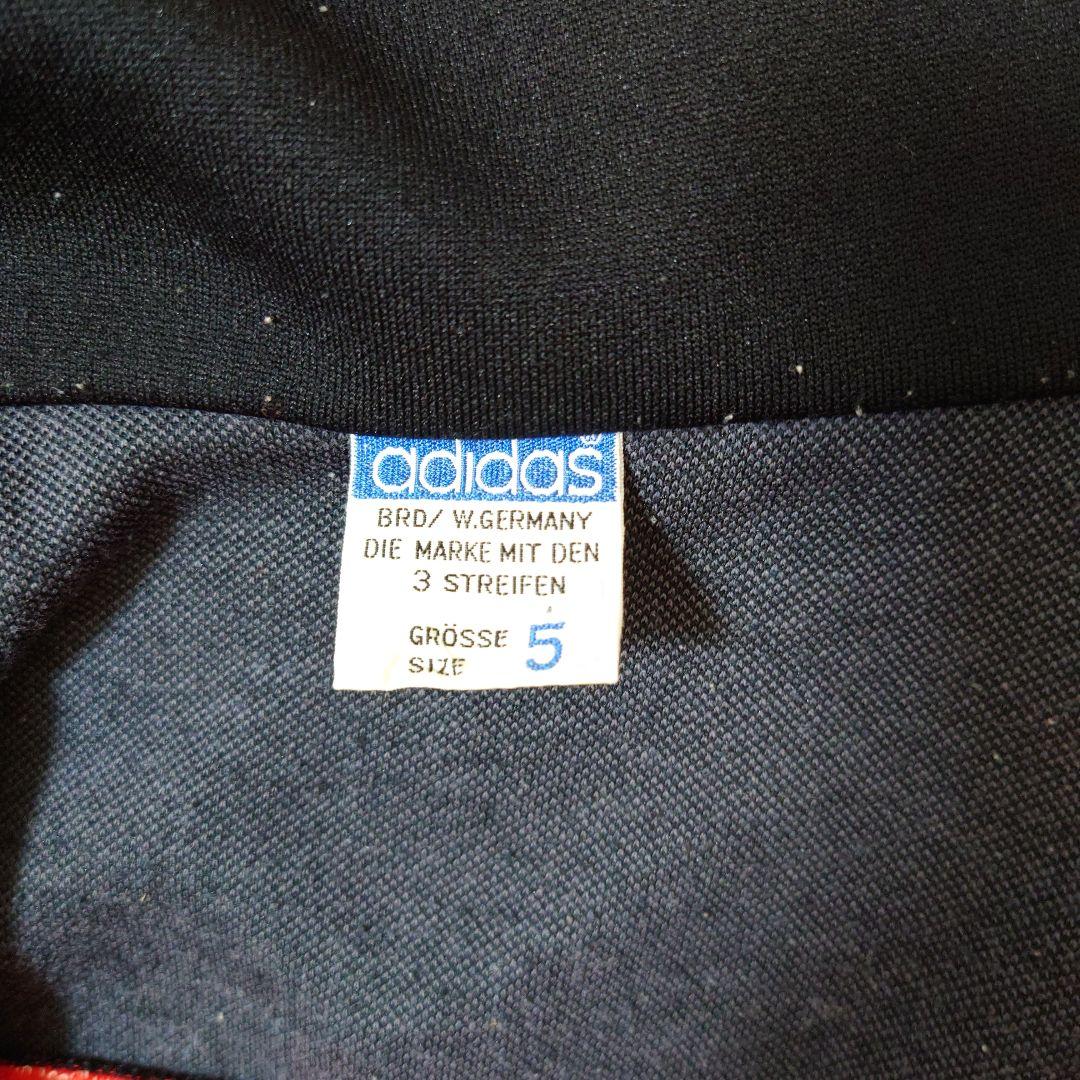 adidas
BRD/ W.GERMANY
DIE MARKE MIT DEN
3 STREIFEN
GRÖSSE 5
SIZE